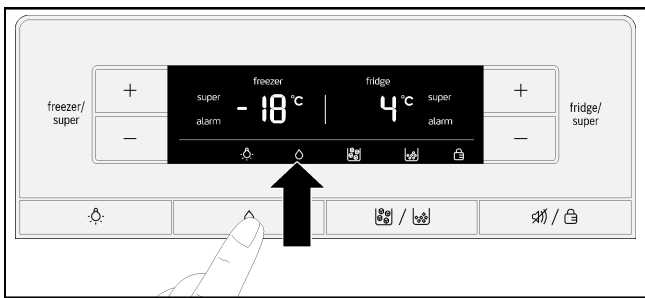 freezer/
super
+
−
freezer
super
-18 °C
alarm
fridge
4 °C
super
alarm
+
−
fridge/
super
/
/